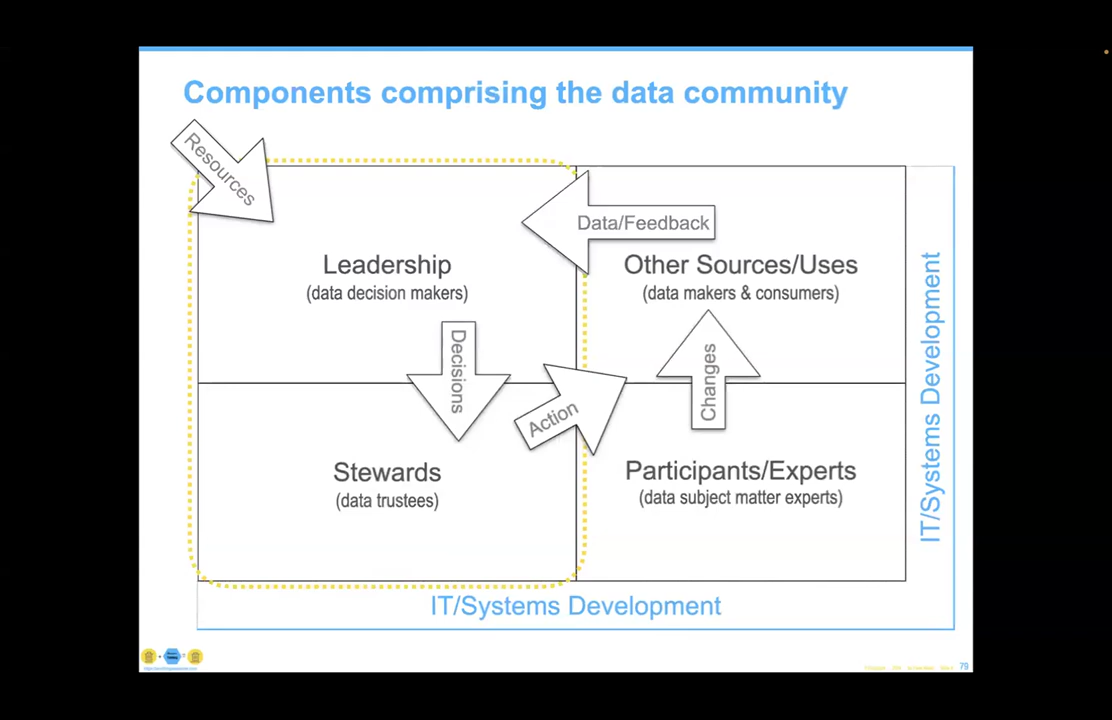 Components comprising the data community
Resources
Data/Feedback
Leadership
(data decision makers)
Other Sources/Uses
(data makers & consumers)
Decisions
Changes
Action
Stewards
(data trustees)
Participants/Experts
(data subject matter experts)
IT/Systems Development
IT/Systems Development
79